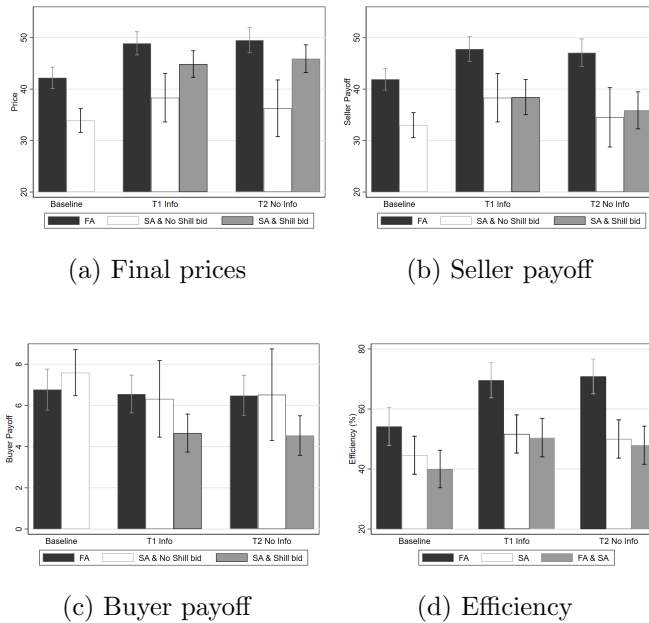 50
40
30
20
Price
Baseline
T1 Info
T2 No Info
FA
SA & No Shill bid
SA & Shill bid
(a) Final prices
50
40
30
20
Seller Payoff
Baseline
T1 Info
T2 No Info
FA
SA & No Shill bid
SA & Shill bid
(b) Seller payoff
8
6
4
2
0
Buyer Payoff
Baseline
T1 Info
T2 No Info
FA
SA & No Shill bid
SA & Shill bid
(c) Buyer payoff
80
60
40
20
Efficiency (%)
Baseline
T1 Info
T2 No Info
FA
SA
FA & SA
(d) Efficiency